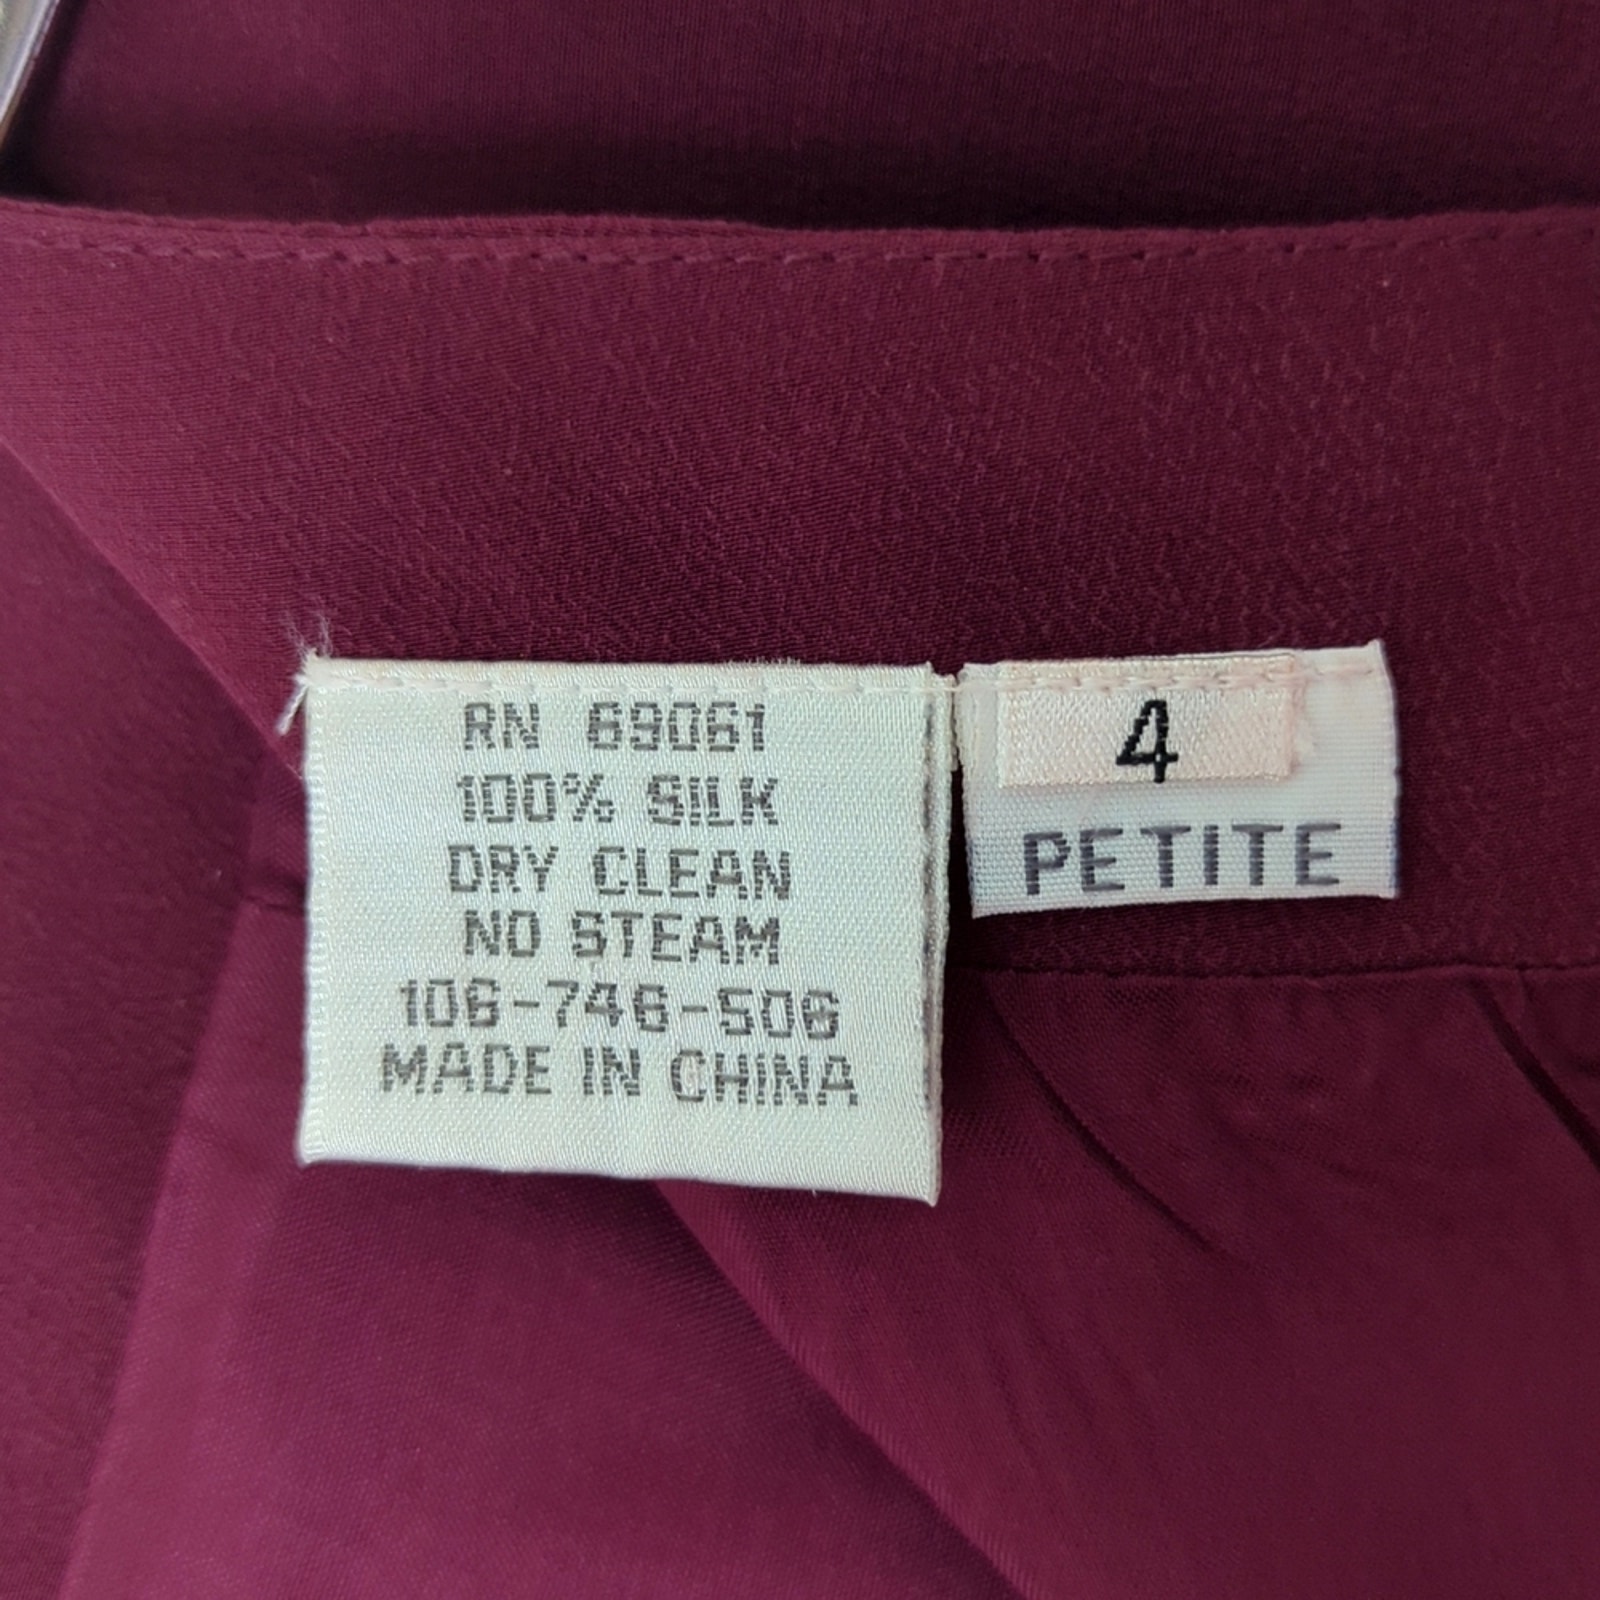 RN 69061
100% SILK
DRY CLEAN
NO STEAM
106-746-506
MADE IN CHINA
4
PETITE